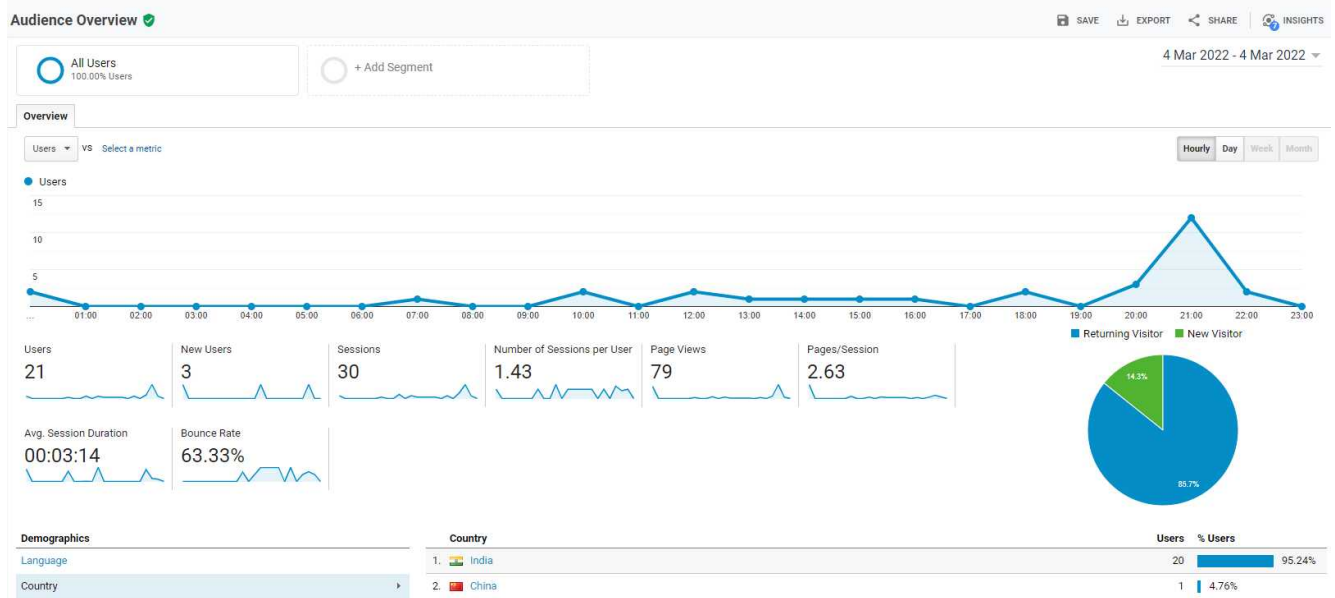 Audience Overview
SAVE EXPORT SHARE 7 INSIGHTS
All Users
100.00% Users
+ Add Segment
4 Mar 2022 - 4 Mar 2022
Overview
Users VS Select a metric
Hourly Day Week Month
Users
15
10
5
... 01:00 02:00 03:00 04:00 05:00 06:00 07:00 08:00 09:00 10:00 11:00 12:00 13:00 14:00 15:00 16:00 17:00 18:00 19:00 20:00 21:00 22:00 23:00
Returning Visitor New Visitor
Users New Users Sessions Number of Sessions per User Page Views Pages/Session
21 3 30 1.43 79 2.63
14.3%
Avg. Session Duration Bounce Rate
00:03:14 63.33%
85.7%
Demographics Country Users % Users
Language 1. India 20 95.24%
Country 2. China 1 4.76%